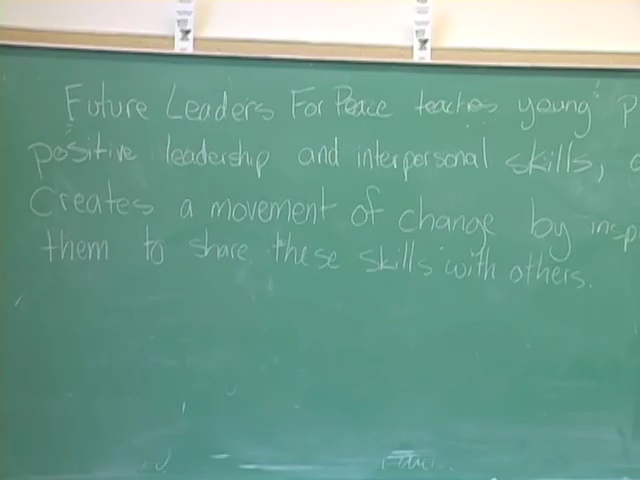 Future Leaders For Peace teaches young P
positive leadership and interpersonal skills,
Creates a movement of change by insp
them to share these skills with others.